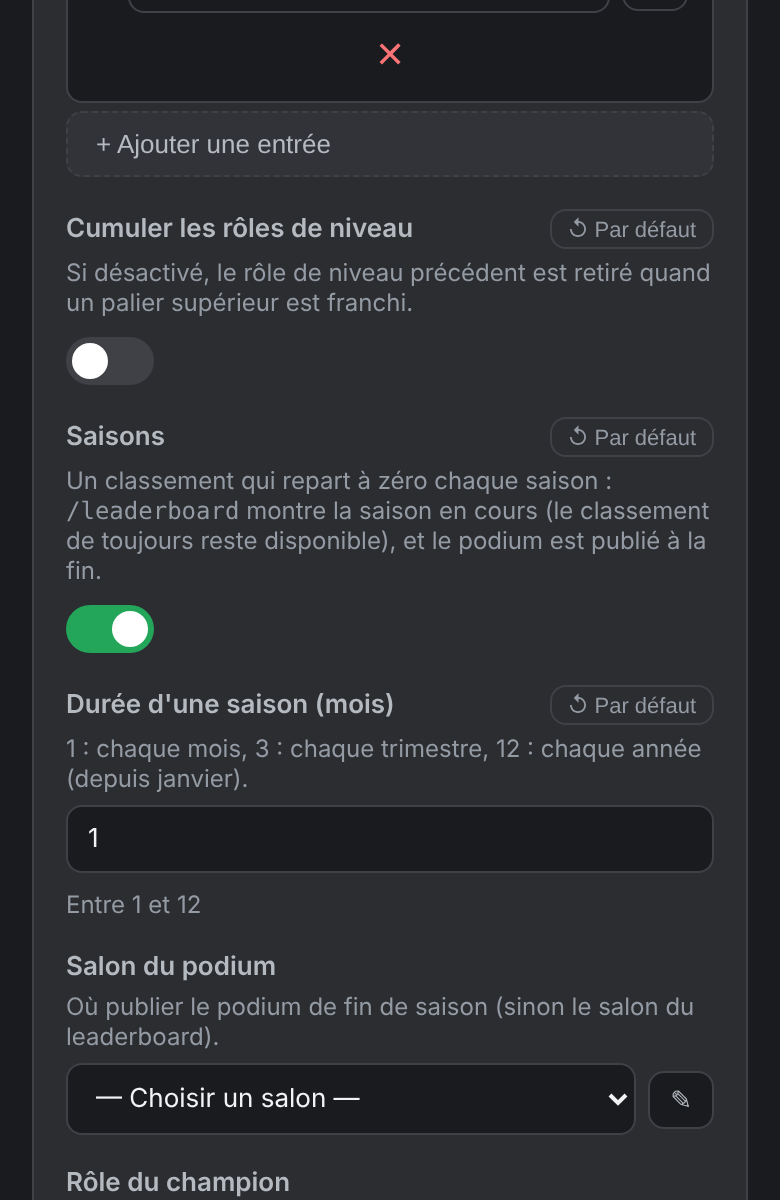 + Ajouter une entrée
Cumuler les rôles de niveau
Par défaut
Si désactivé, le rôle de niveau précédent est retiré quand
un palier supérieur est franchi.
Saisons
Par défaut
Un classement qui repart à zéro chaque saison :
/leaderboard montre la saison en cours (le classement
de toujours reste disponible), et le podium est publié à la
fin.
Durée d'une saison (mois)
Par défaut
1 : chaque mois, 3 : chaque trimestre, 12 : chaque année
(depuis janvier).
1
Entre 1 et 12
Salon du podium
Où publier le podium de fin de saison (sinon le salon du
leaderboard).
— Choisir un salon —
Rôle du champion